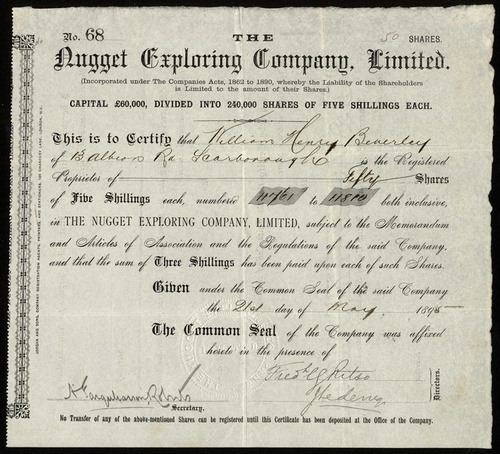 No. 68 THE 50 SHARES.
Nugget Exploring Company, Limited.
(Incorporated under The Companies Acts, 1862 to 1890, whereby the Liability of the Shareholders
is Limited to the amount of their Shares.)
CAPITAL £60,000, DIVIDED INTO 240,000 SHARES OF FIVE SHILLINGS EACH.
This is to Certify that William Henry Beverley
of 13 Albion Rd. Scarborough is the Registered
Proprietor of Fifty Shares
of Five Shillings each, numbered to both inclusive,
in THE NUGGET EXPLORING COMPANY, LIMITED, subject to the Memorandum
and Articles of Association and the Regulations of the said Company,
and that the sum of Three Shillings has been paid upon each of such Shares.
Given under the Common Seal of the said Company
the 21st day of May 1895
The Common Seal of the Company was affixed
hereto in the presence of
Directors.
Secretary.
No Transfer of any of the above-mentioned Shares can be registered until this Certificate has been deposited at the Office of the Company.